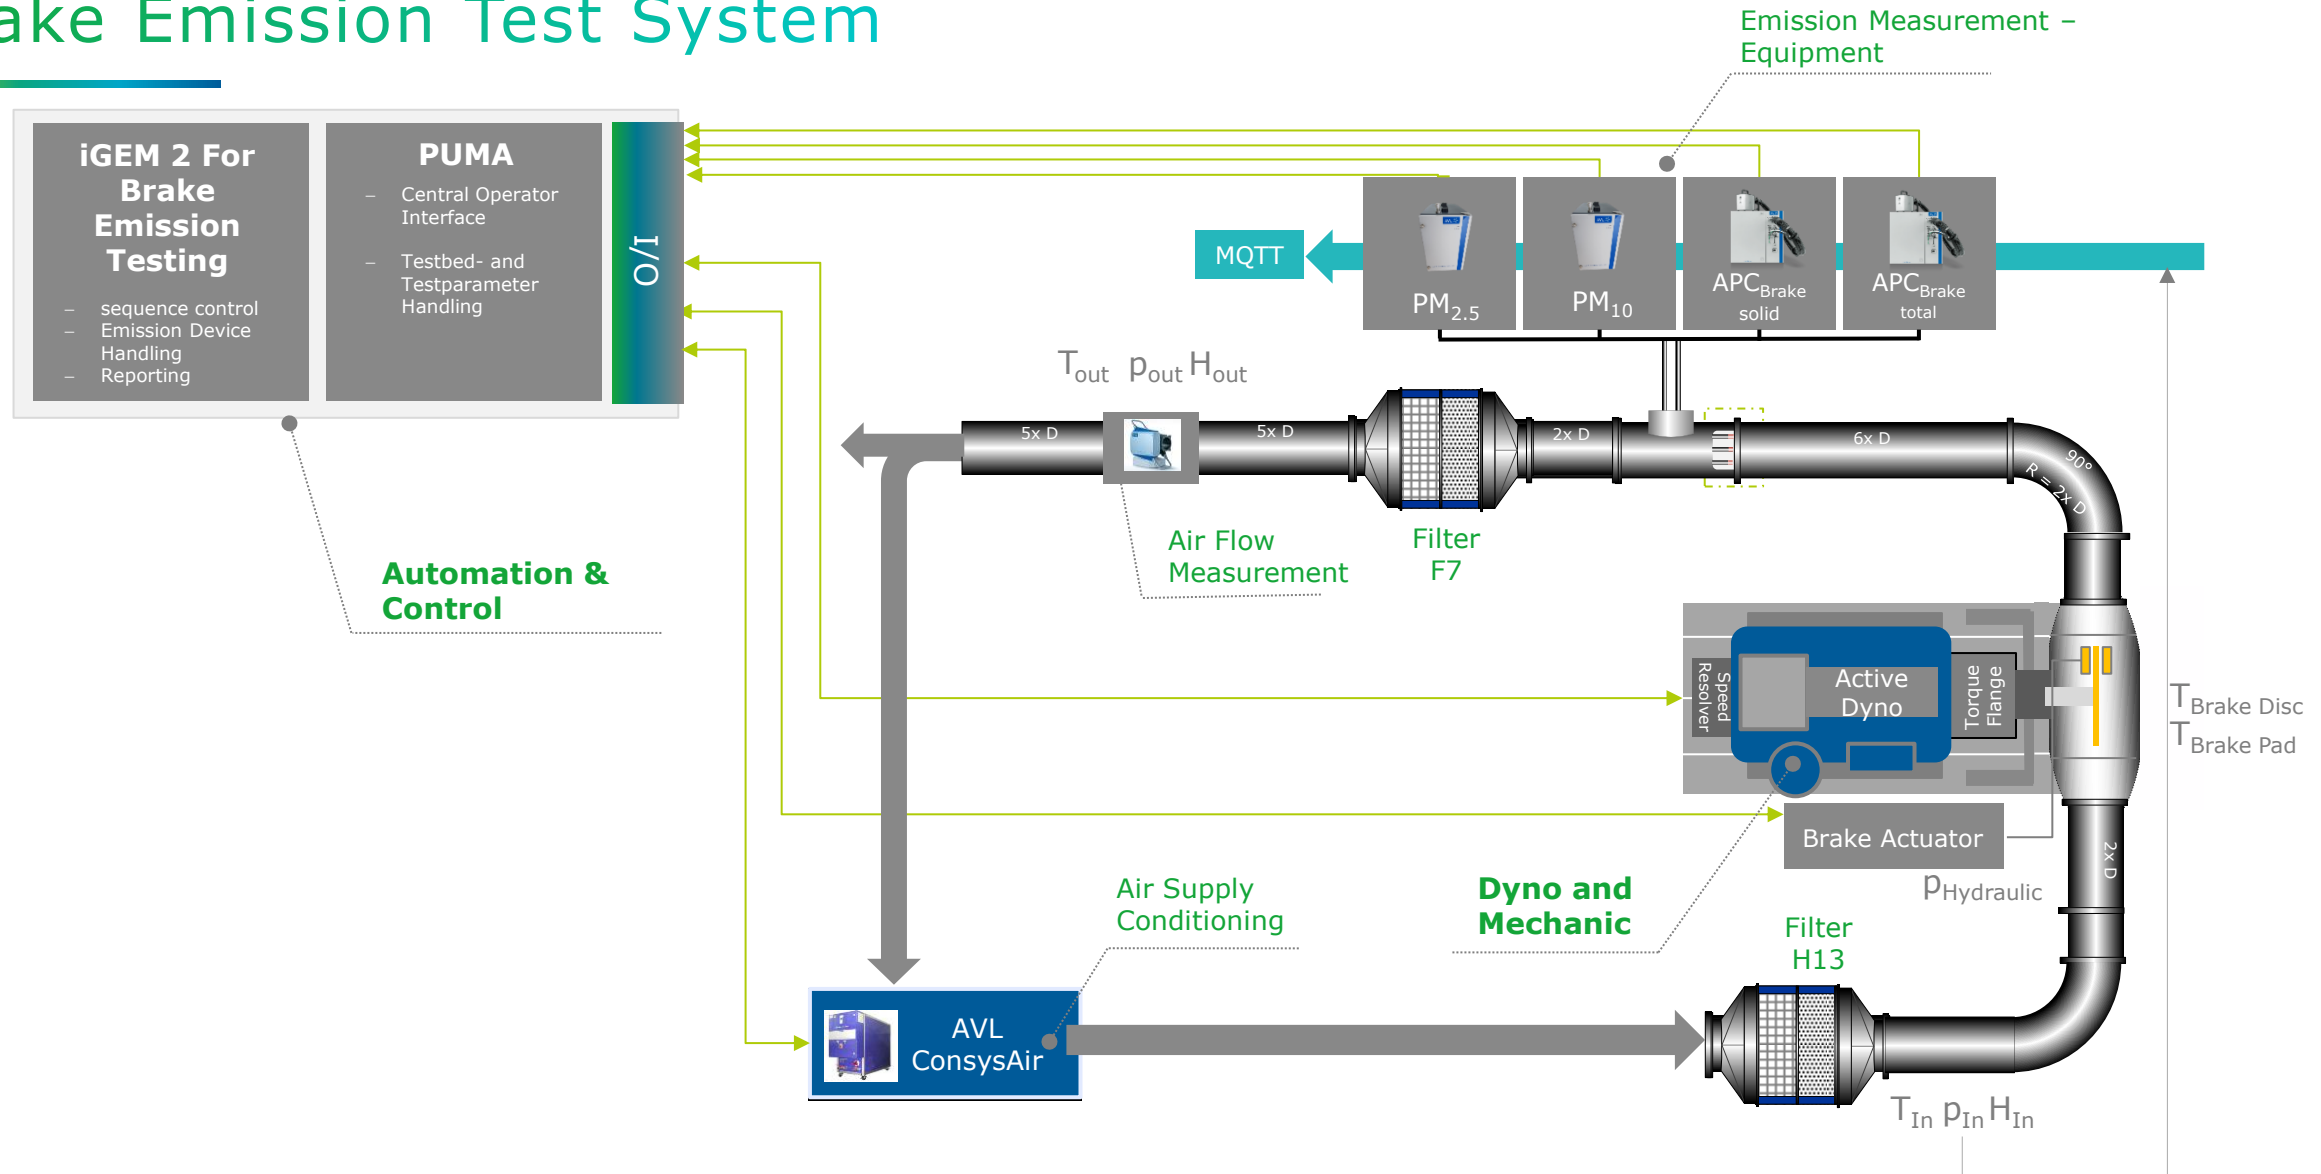 ake Emission Test System
Emission Measurement –
Equipment
iGEM 2 For
Brake
Emission
Testing
– sequence control
– Emission Device
Handling
– Reporting
PUMA
– Central Operator
Interface
– Testbed- and
Testparameter
Handling
I/O
MQTT
PM2.5
PM10
APCBrake
solid
APCBrake
total
Tout pout Hout
5x D
5x D
2x D
6x D
90°
R = 2x D
Air Flow
Measurement
Filter
F7
Automation &
Control
Speed
Resolver
Active
Dyno
Torque
Flange
TBrake Disc
TBrake Pad
Brake Actuator
pHydraulic
2x D
Air Supply
Conditioning
Dyno and
Mechanic
Filter
H13
AVL
ConsysAir
TIn pIn HIn